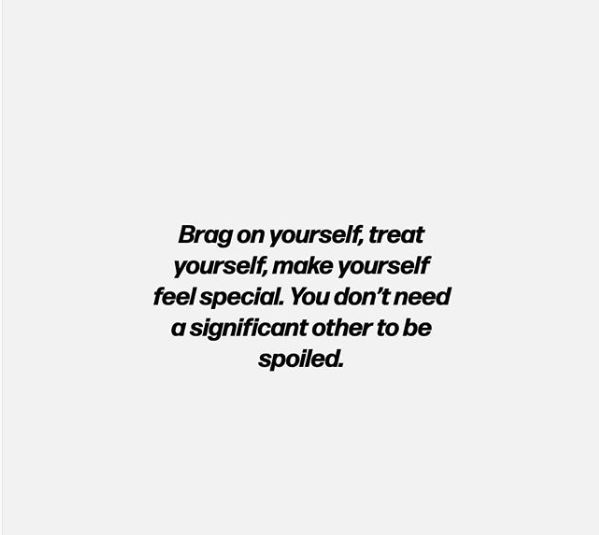 Brag on yourself, treat
yourself, make yourself
feel special. You don’t need
a significant other to be
spoiled.